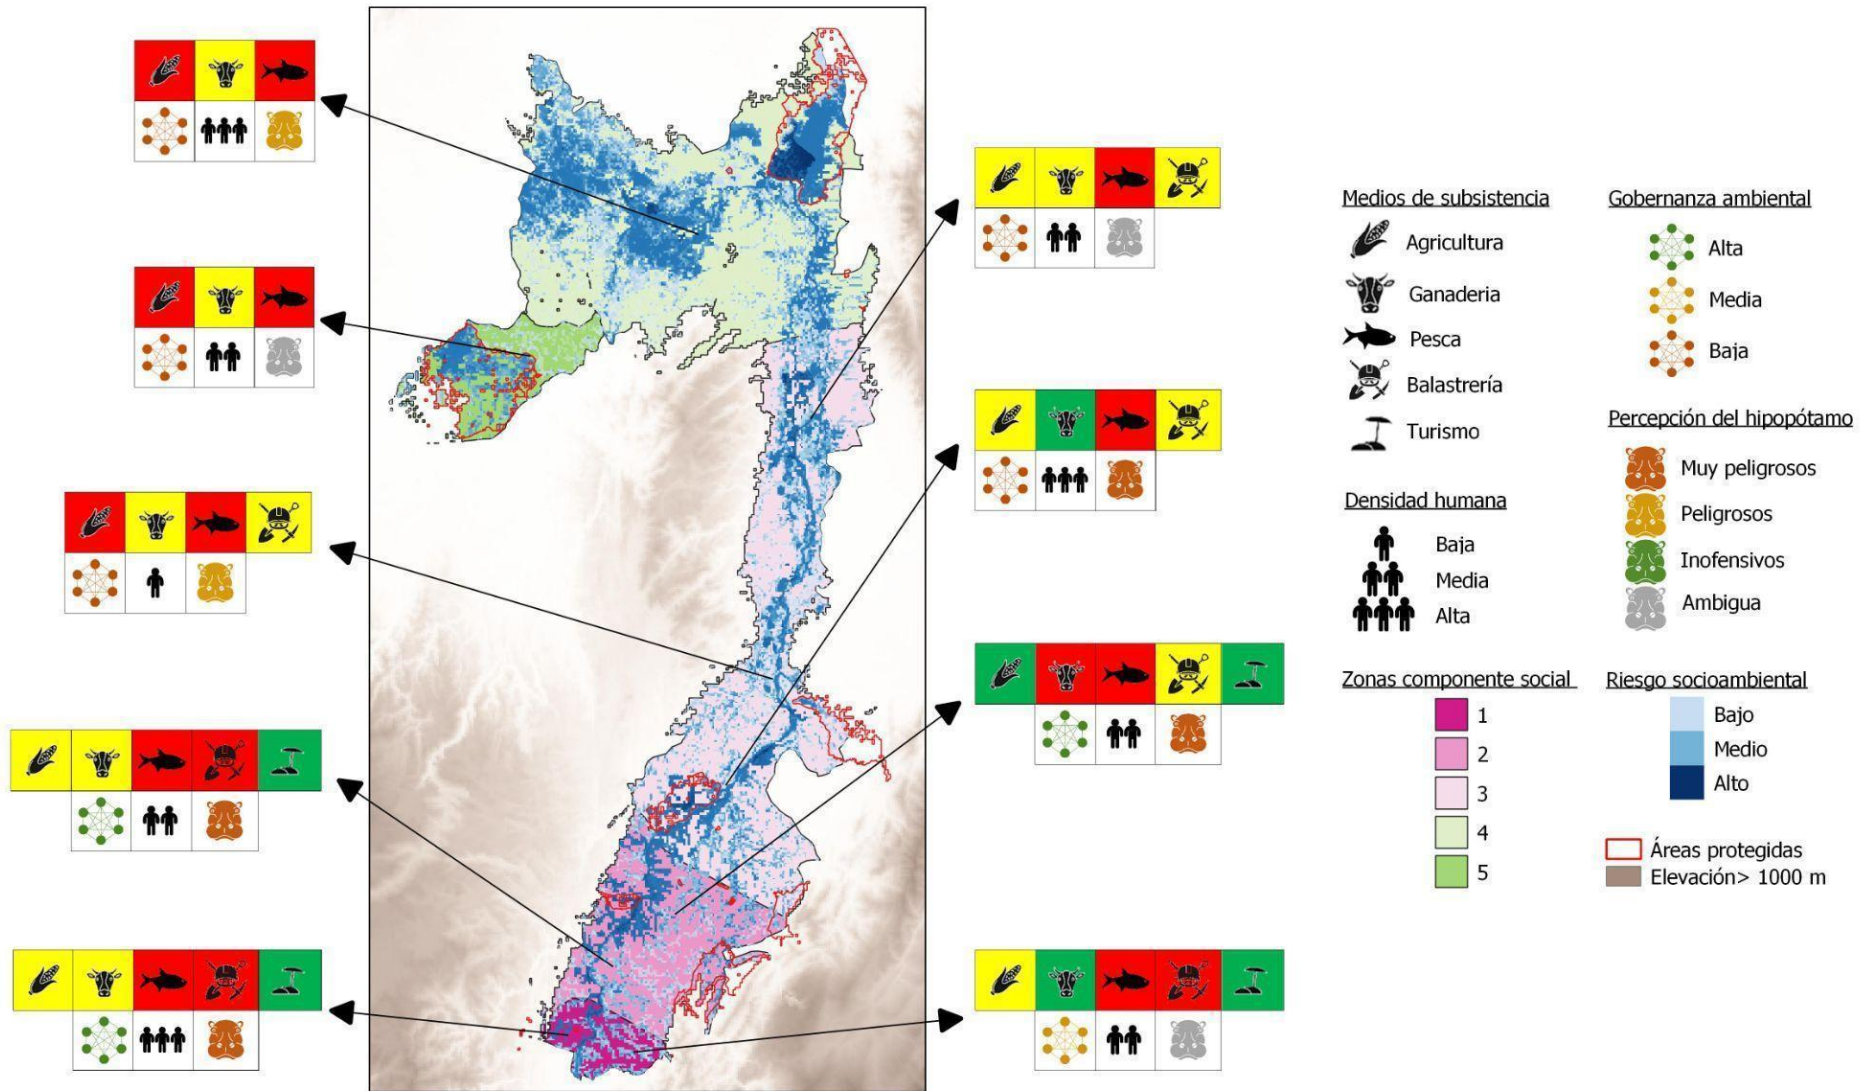 Medios de subsistencia
Agricultura
Ganaderia
Pesca
Balastrería
Turismo
Densidad humana
Baja
Media
Alta
Zonas componente social
1
2
3
4
5
Gobernanza ambiental
Alta
Media
Baja
Percepción del hipopótamo
Muy peligrosos
Peligrosos
Inofensivos
Ambigua
Riesgo socioambiental
Bajo
Medio
Alto
Áreas protegidas
Elevación> 1000 m